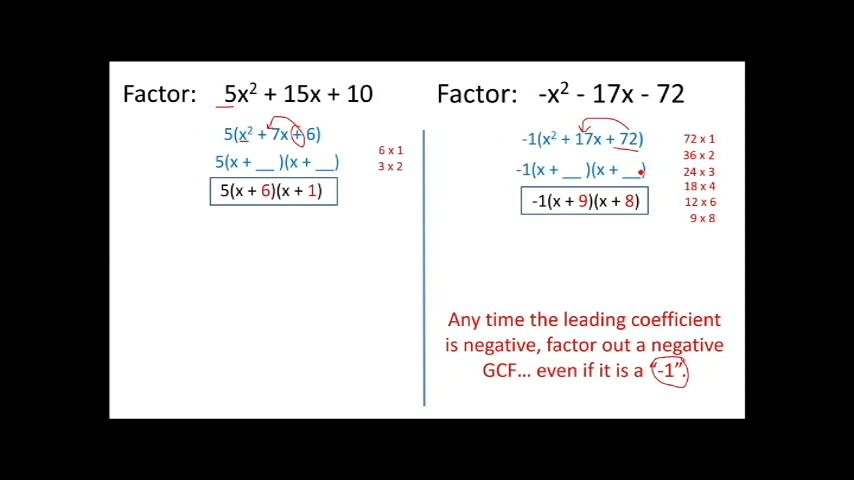 Factor: 5x² + 15x + 10
5(x² + 7x + 6)
5(x + __ )(x + __ )
5(x + 6)(x + 1)
6 x 1
3 x 2
Factor: -x² - 17x - 72
-1(x² + 17x + 72)
-1(x + __ )(x + __ )
-1(x + 9)(x + 8)
72 x 1
36 x 2
24 x 3
18 x 4
12 x 6
9 x 8
Any time the leading coefficient
is negative, factor out a negative
GCF... even if it is a “-1”.